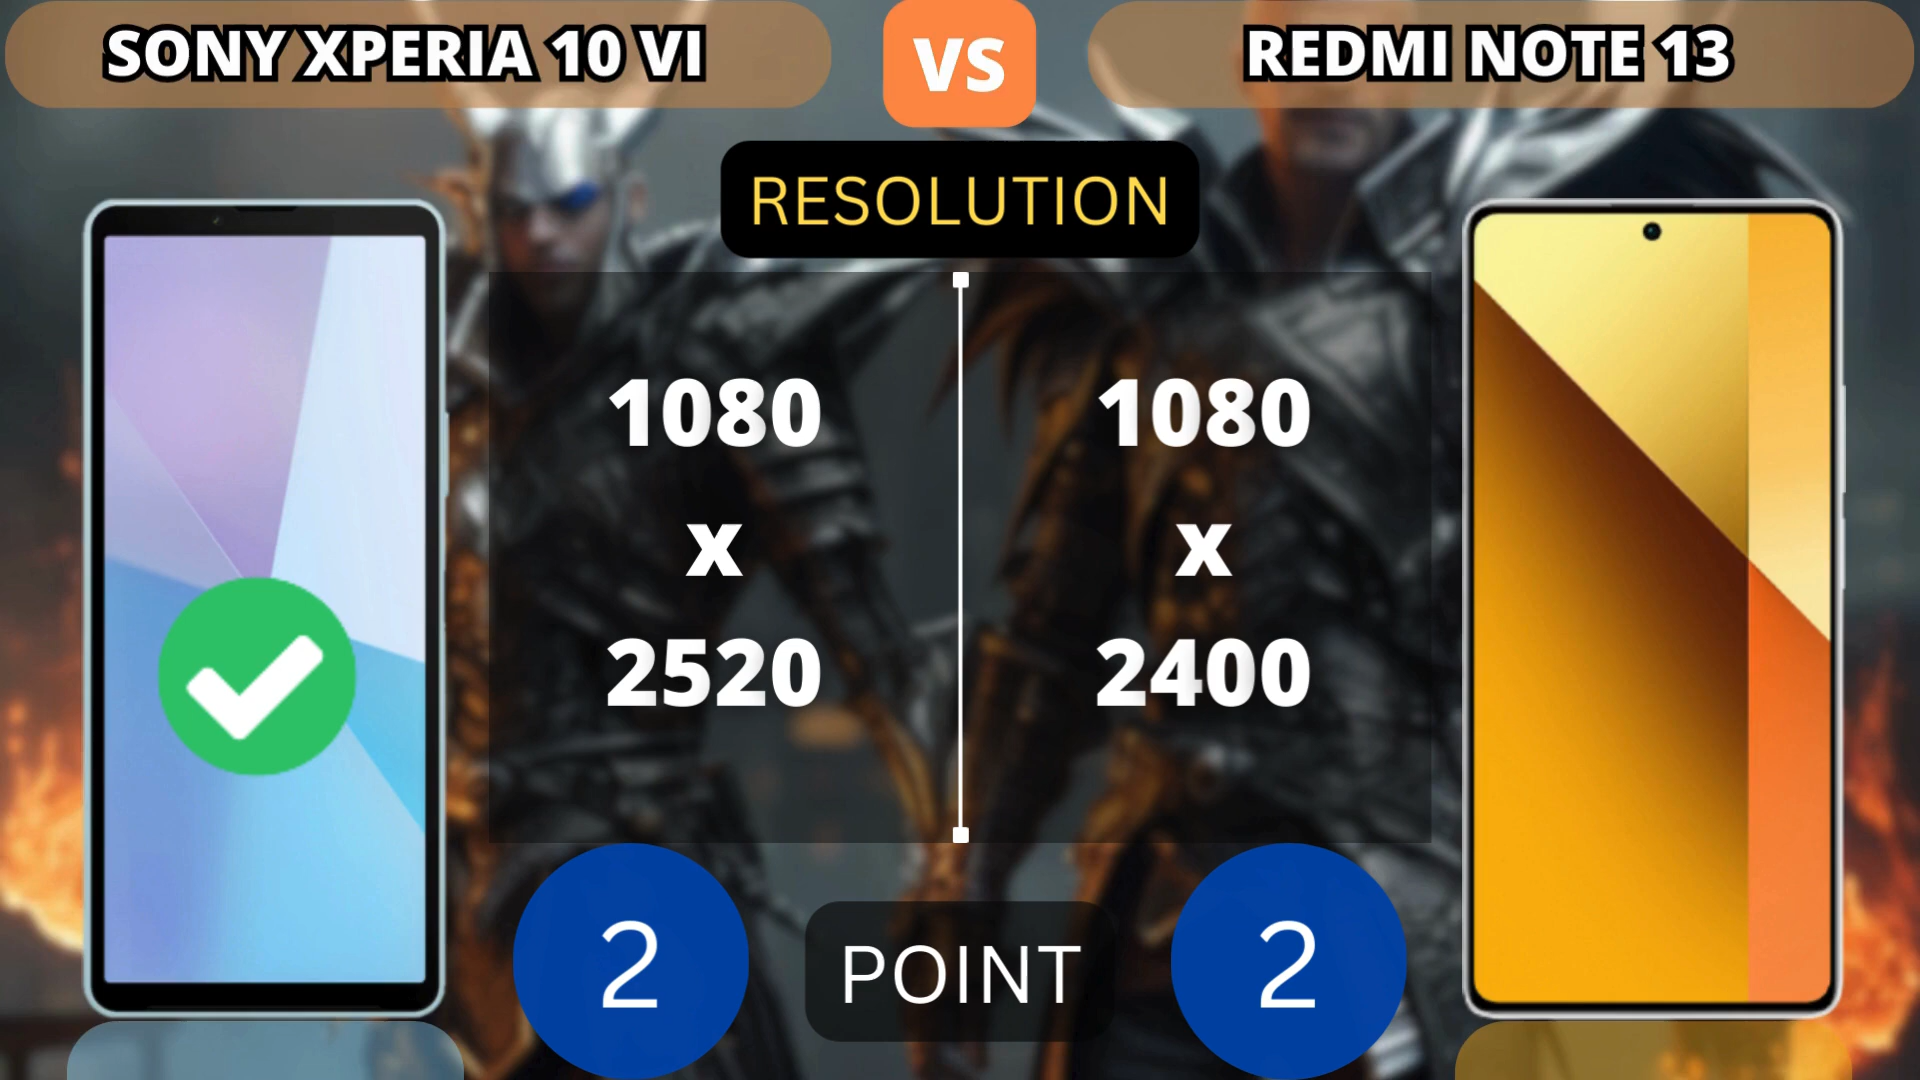 SONY XPERIA 10 VI
VS
REDMI NOTE 13
RESOLUTION
1080
x
2520
1080
x
2400
2
POINT
2